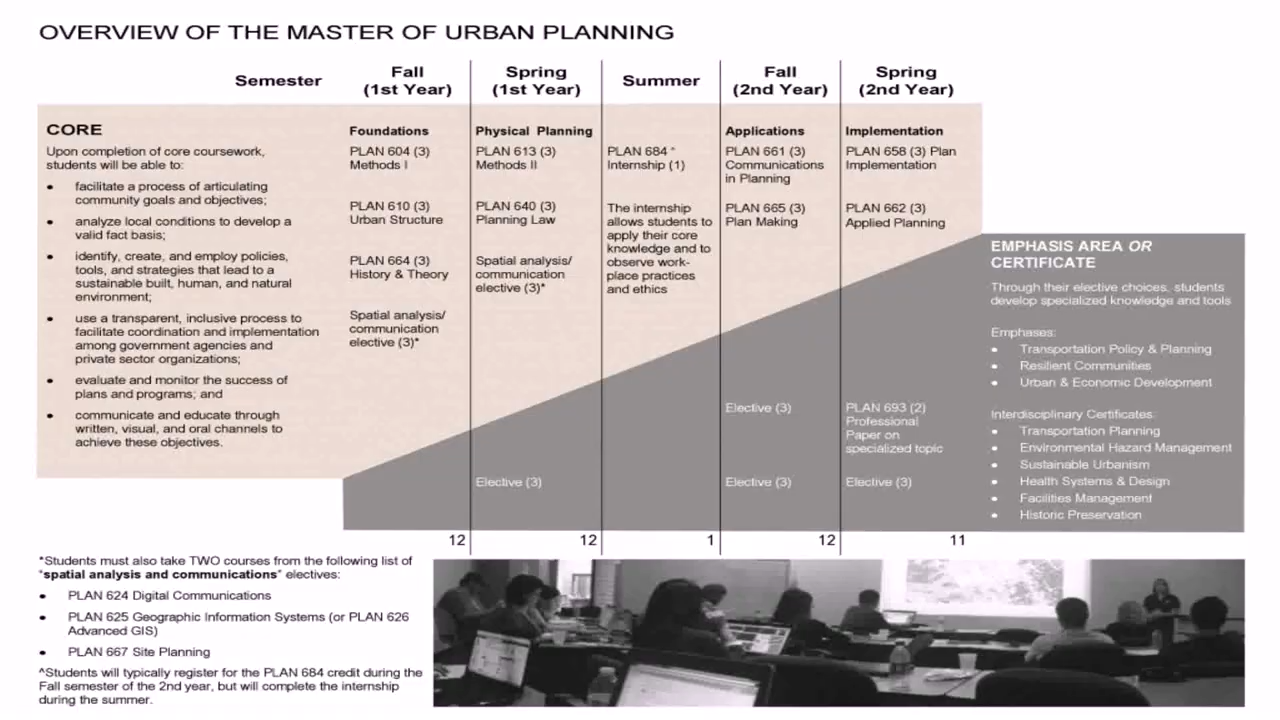 OVERVIEW OF THE MASTER OF URBAN PLANNING
Semester
Fall
(1st Year)
Spring
(1st Year)
Summer
Fall
(2nd Year)
Spring
(2nd Year)
CORE
Upon completion of core coursework,
students will be able to:
• facilitate a process of articulating
community goals and objectives;
• analyze local conditions to develop a
valid fact basis;
• identify, create, and employ policies,
tools, and strategies that lead to a
sustainable built, human, and natural
environment;
• use a transparent, inclusive process to
facilitate coordination and implementation
among government agencies and
private sector organizations;
• evaluate and monitor the success of
plans and programs; and
• communicate and educate through
written, visual, and oral channels to
achieve these objectives.
Foundations
PLAN 604 (3)
Methods I
PLAN 610 (3)
Urban Structure
PLAN 664 (3)
History & Theory
Spatial analysis/
communication
elective (3)*
12
Physical Planning
PLAN 613 (3)
Methods II
PLAN 640 (3)
Planning Law
Spatial analysis/
communication
elective (3)*
Elective (3)
12
PLAN 684 ^
Internship (1)
The internship
allows students to
apply their core
knowledge and to
observe work-
place practices
and ethics
1
Applications
PLAN 661 (3)
Communications
in Planning
PLAN 665 (3)
Plan Making
Elective (3)
Elective (3)
12
Implementation
PLAN 658 (3) Plan
Implementation
PLAN 662 (3)
Applied Planning
PLAN 693 (2)
Professional
Paper on
specialized topic
Elective (3)
11
EMPHASIS AREA OR
CERTIFICATE
Through their elective choices, students
develop specialized knowledge and tools
Emphases:
• Transportation Policy & Planning
• Resilient Communities
• Urban & Economic Development
Interdisciplinary Certificates:
• Transportation Planning
• Environmental Hazard Management
• Sustainable Urbanism
• Health Systems & Design
• Facilities Management
• Historic Preservation
*Students must also take TWO courses from the following list of
"spatial analysis and communications" electives:
• PLAN 624 Digital Communications
• PLAN 625 Geographic Information Systems (or PLAN 626
Advanced GIS)
• PLAN 667 Site Planning
^Students will typically register for the PLAN 684 credit during the
Fall semester of the 2nd year, but will complete the internship
during the summer.